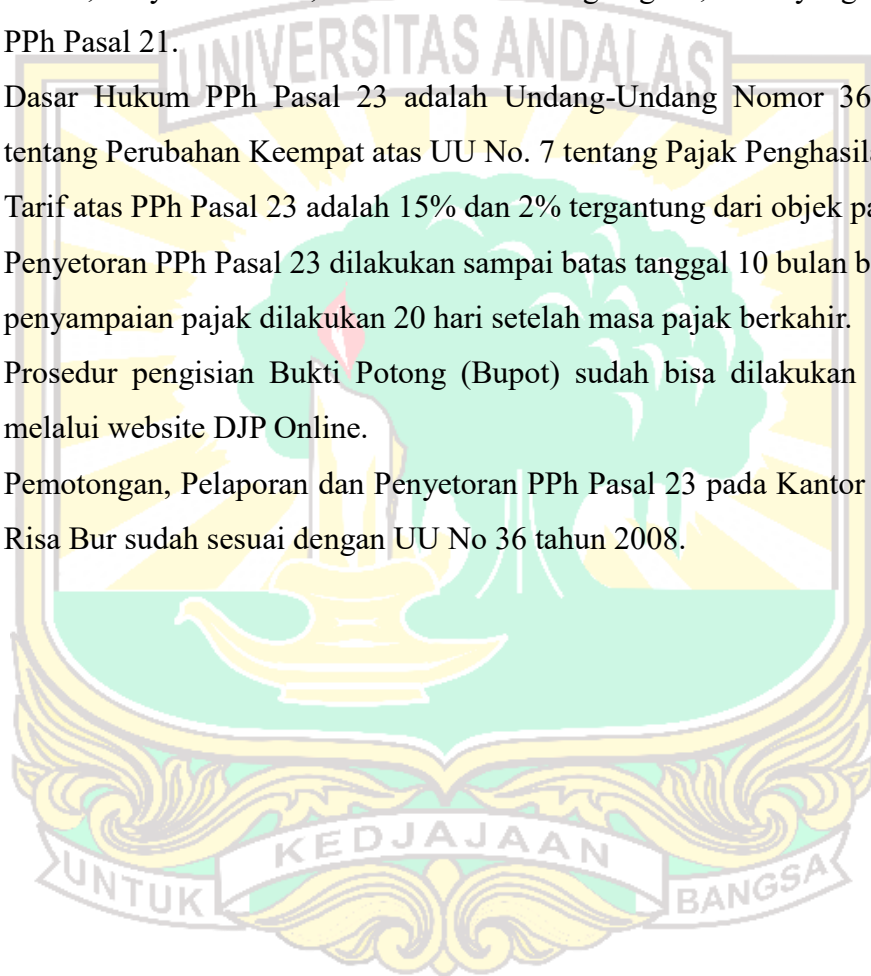 PPh Pasal 21.
Dasar Hukum PPh Pasal 23 adalah Undang-Undang Nomor 36
tentang Perubahan Keempat atas UU No. 7 tentang Pajak
Tarif atas PPh Pasal 23 adalah 15% dan 2% tergantung dari objek
Penyetoran PPh Pasal 23 dilakukan sampai batas tanggal 10 bulan
penyampaian pajak dilakukan 20 hari setelah masa pajak berkahir.
Prosedur pengisian Bukti Potong (Bupot) sudah bisa dilakukan
melalui website DJP Online.
Pemotongan, Pelaporan dan Penyetoran PPh Pasal 23 pada Kantor
Risa Bur sudah sesuai dengan UU No 36 tahun 2008.
UNIVERSITAS ANDALAS
KEDJAJAAN
UNTUK BANGSA